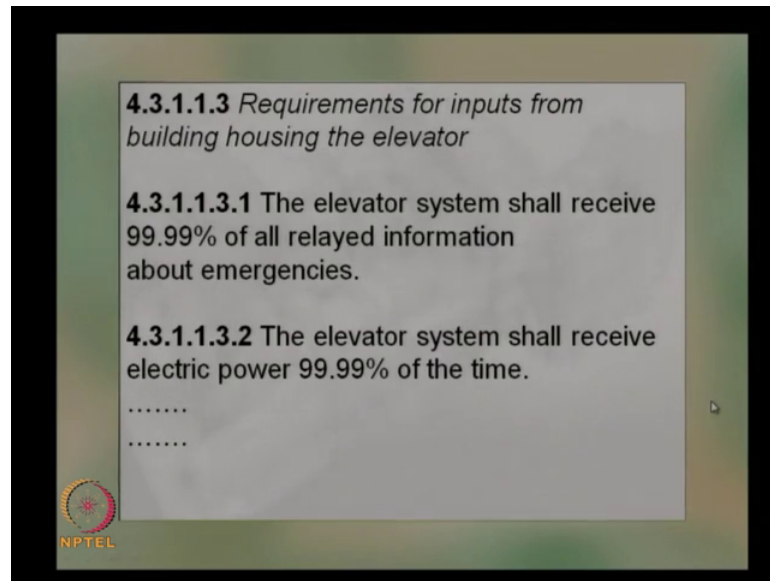 4.3.1.1.3 Requirements for inputs from
building housing the elevator
4.3.1.1.3.1 The elevator system shall receive
99.99% of all relayed information
about emergencies.
4.3.1.1.3.2 The elevator system shall receive
electric power 99.99% of the time.
.......
.......
NPTEL